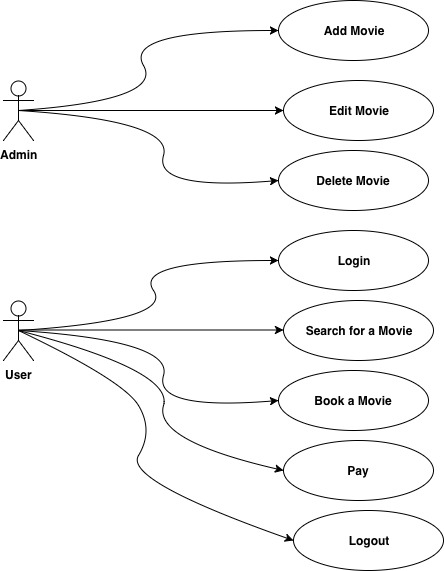 Add Movie
Edit Movie
Admin
Delete Movie
Login
Search for a Movie
User
Book a Movie
Pay
Logout